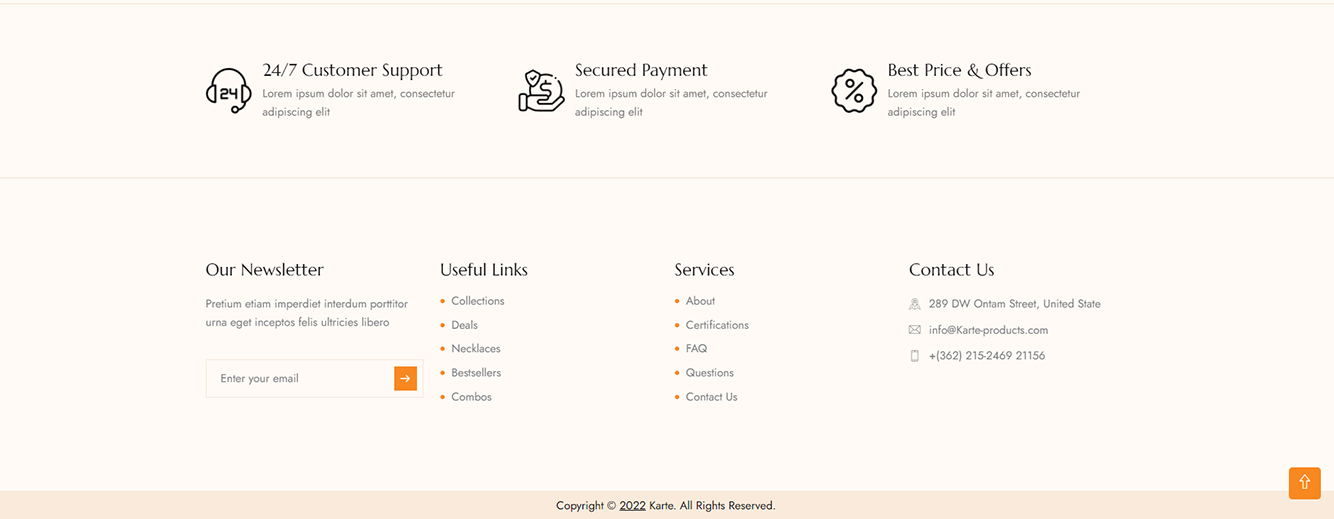 24/7 Customer Support
Lorem ipsum dolor sit amet, consectetur
adipiscing elit
Secured Payment
Lorem ipsum dolor sit amet, consectetur
adipiscing elit
Best Price & Offers
Lorem ipsum dolor sit amet, consectetur
adipiscing elit
24
Our Newsletter
Pretium etiam imperdiet interdum porttitor
urna eget inceptos felis ultricies libero
Enter your email
Useful Links
Collections
Deals
Necklaces
Bestsellers
Combos
Services
About
Certifications
FAQ
Questions
Contact Us
Contact Us
289 DW Ontam Street, United State
info@Karte-products.com
+(362) 215-2469 21156
Copyright © 2022 Karte. All Rights Reserved.